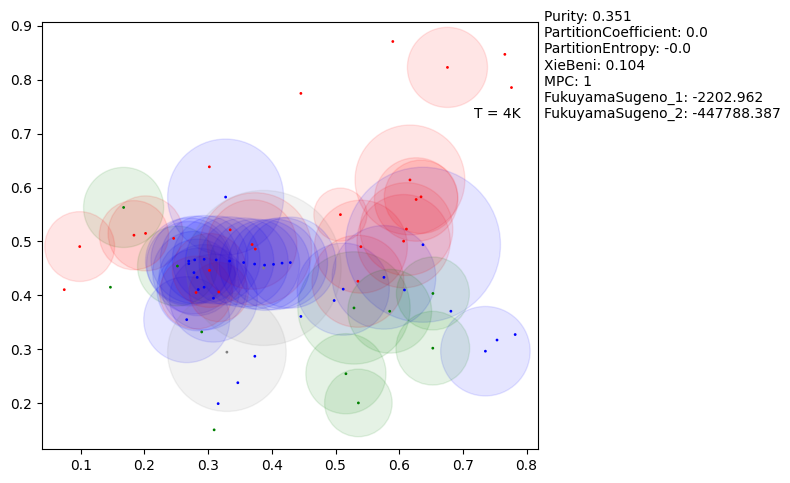 Purity: 0.351
PartitionCoefficient: 0.0
PartitionEntropy: -0.0
XieBeni: 0.104
MPC: 1
FukuyamaSugeno_1: -2202.962
FukuyamaSugeno_2: -447788.387
T = 4K
0.9
0.8
0.7
0.6
0.5
0.4
0.3
0.2
0.1 0.2 0.3 0.4 0.5 0.6 0.7 0.8